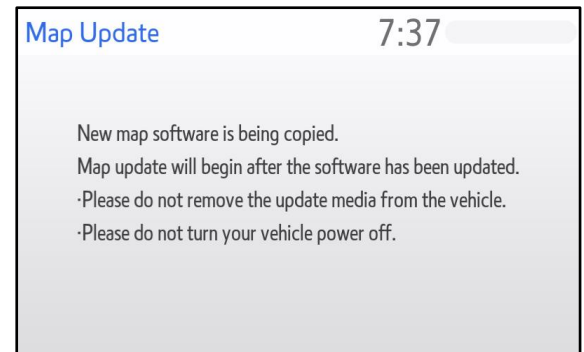 Map Update 7:37
New map software is being copied.
Map update will begin after the software has been updated.
·Please do not remove the update media from the vehicle.
·Please do not turn your vehicle power off.